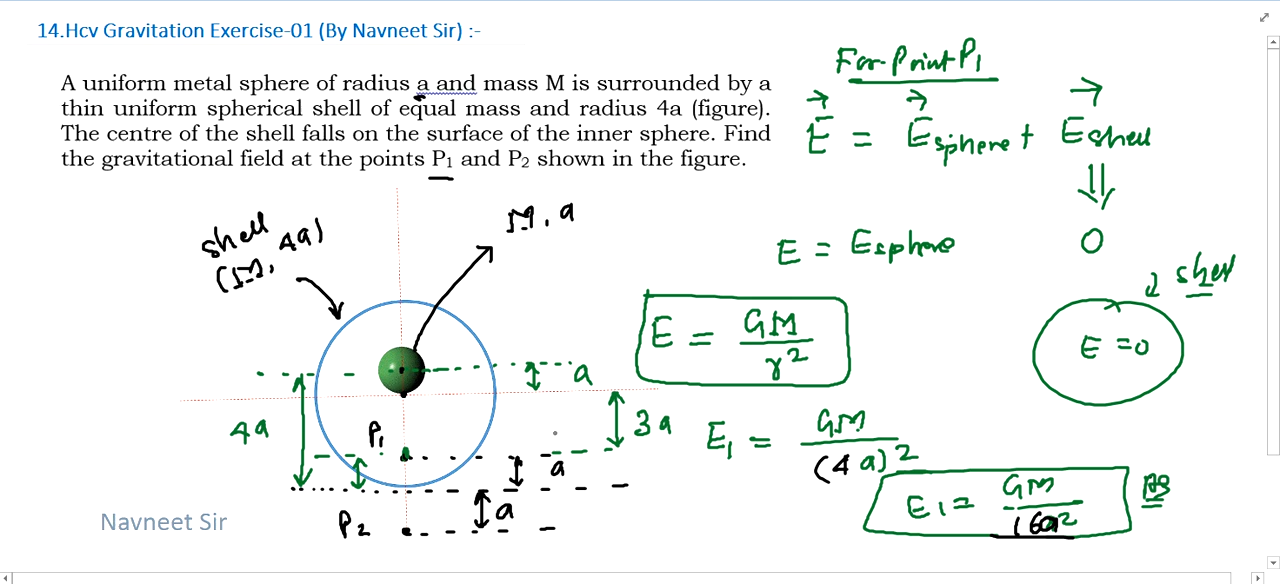 14.Hcv Gravitation Exercise-01 (By Navneet Sir) :-
A uniform metal sphere of radius a and mass M is surrounded by a
thin uniform spherical shell of equal mass and radius 4a (figure).
The centre of the shell falls on the surface of the inner sphere. Find
the gravitational field at the points P₁ and P₂ shown in the figure.
For Point P₁
E = Esphere + Eshell
0
E = Esphere
shell
E = 0
E = GM / r²
E₁ = GM / (4a)²
E₁ = GM / 16a²
shell
(M, 4a)
M, a
a
4a
3a
P₁
a
P₂
a
Navneet Sir